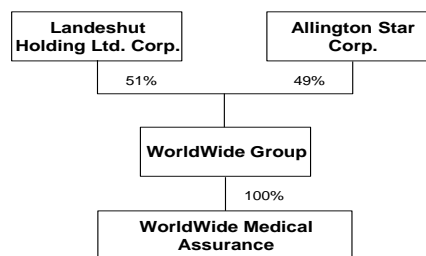 Landeshut
Holding Ltd. Corp.
Allington Star
Corp.
51%
49%
WorldWide Group
100%
WorldWide Medical
Assurance